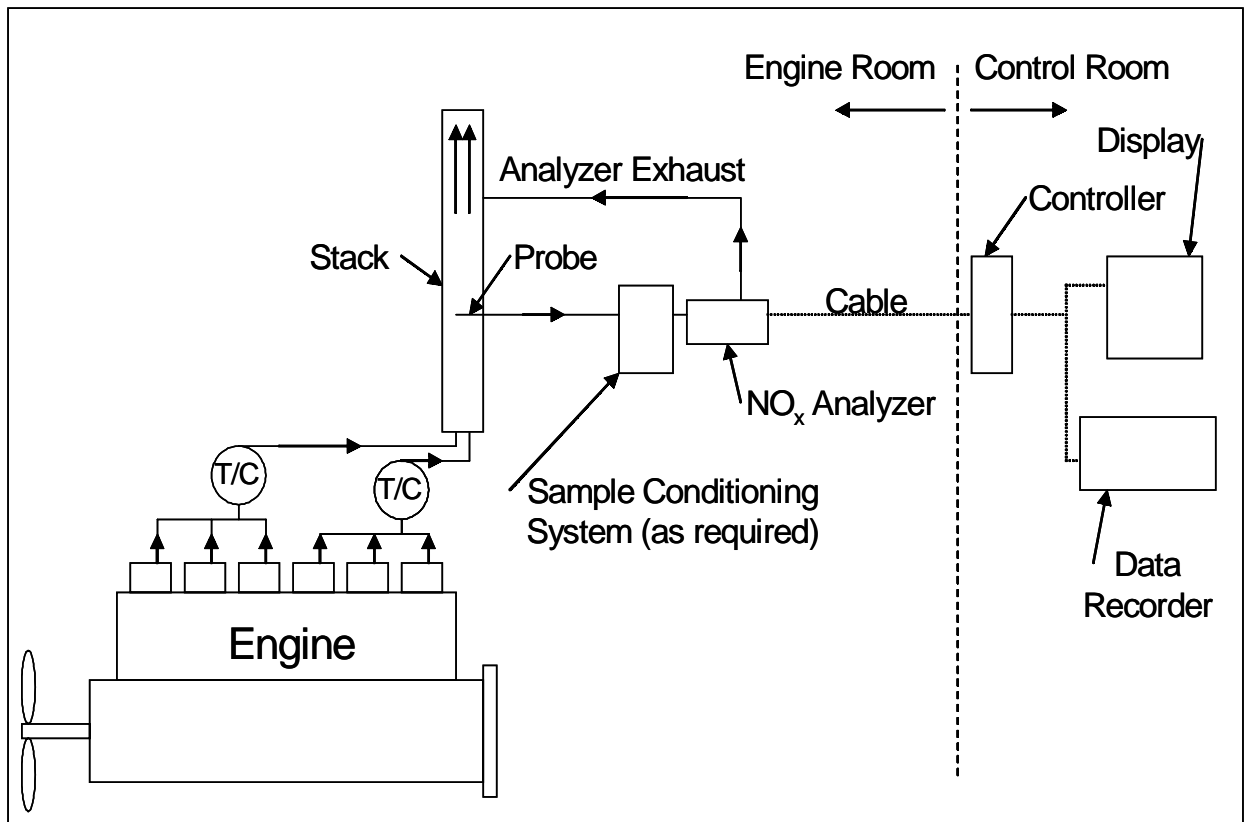 Engine Room
Control Room
Display
Analyzer Exhaust
Controller
Stack
Probe
Cable
NOx Analyzer
T/C
T/C
Sample Conditioning
System (as required)
Data
Recorder
Engine